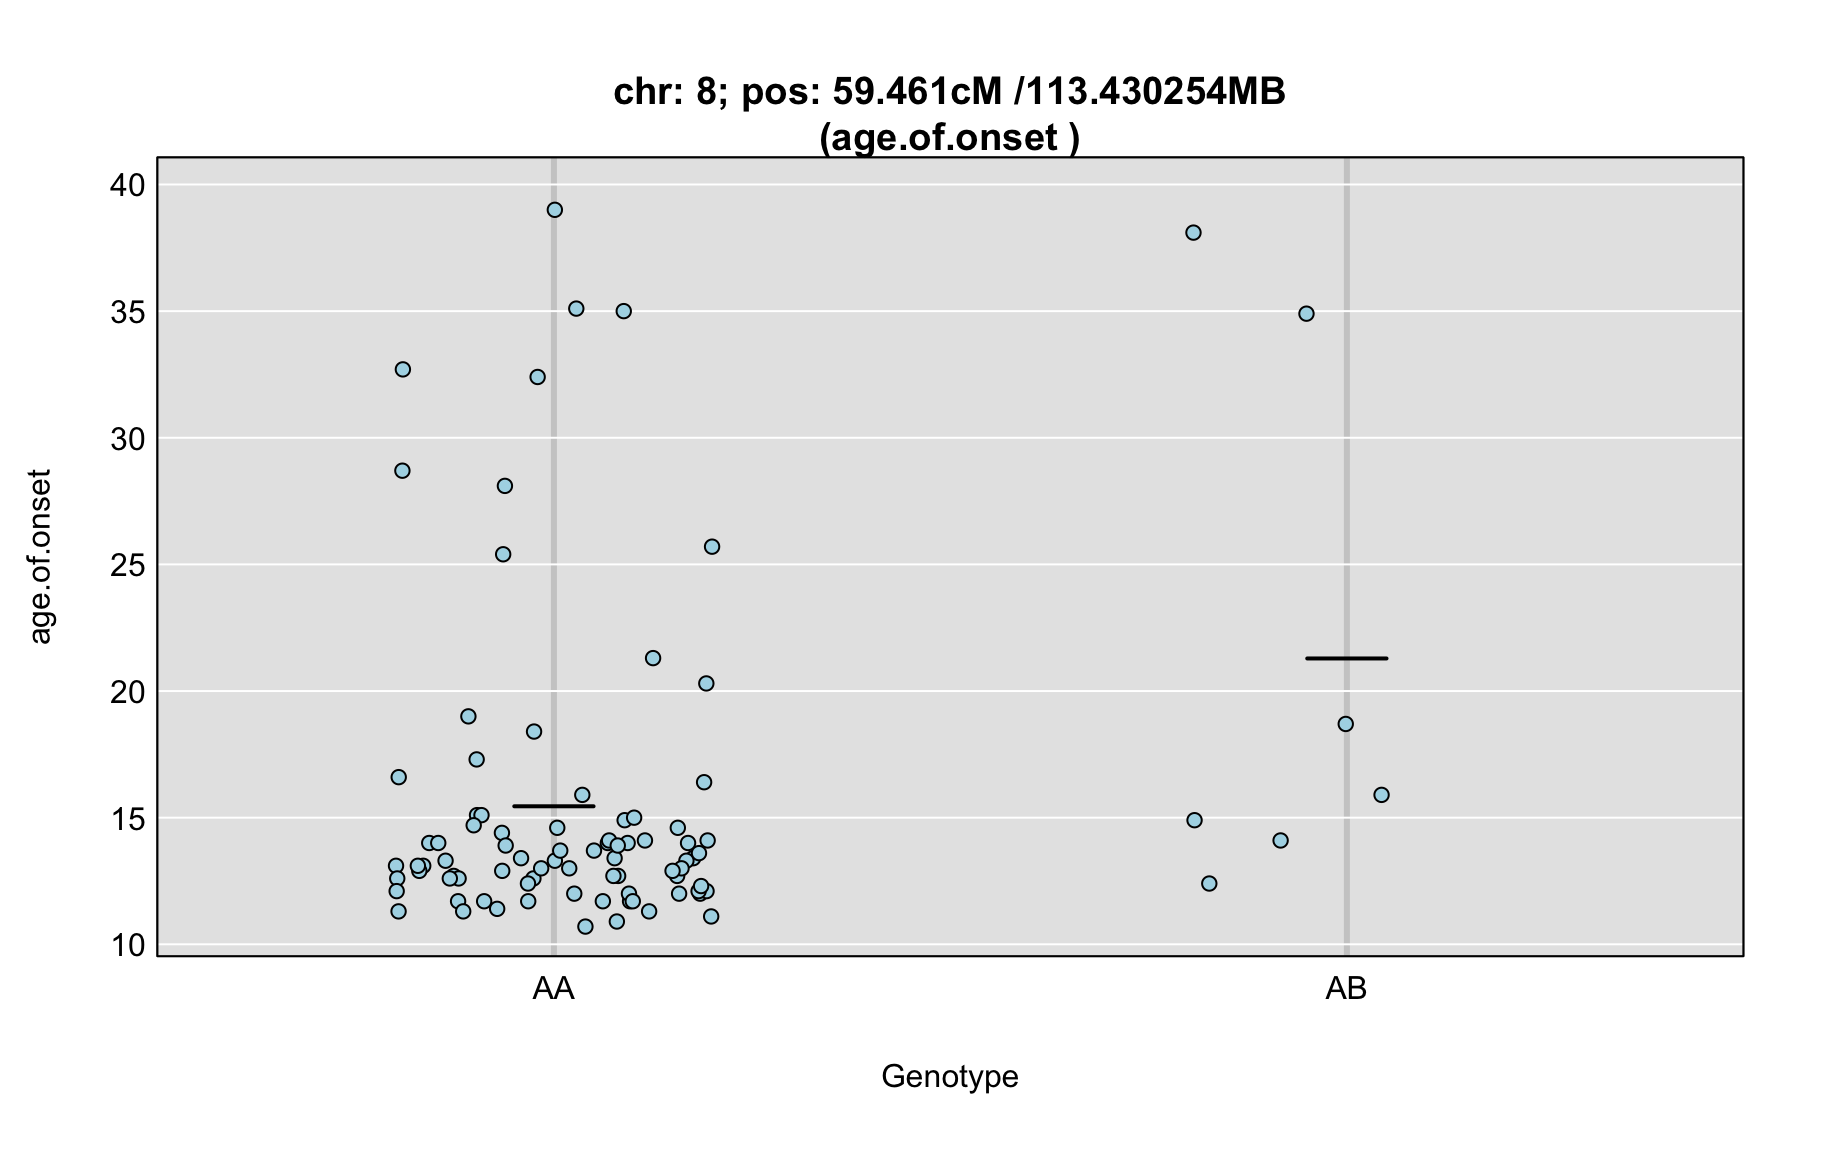 chr: 8; pos: 59.461cM /113.430254MB
(age.of.onset )
age.of.onset
40
35
30
25
20
15
10
AA
AB
Genotype